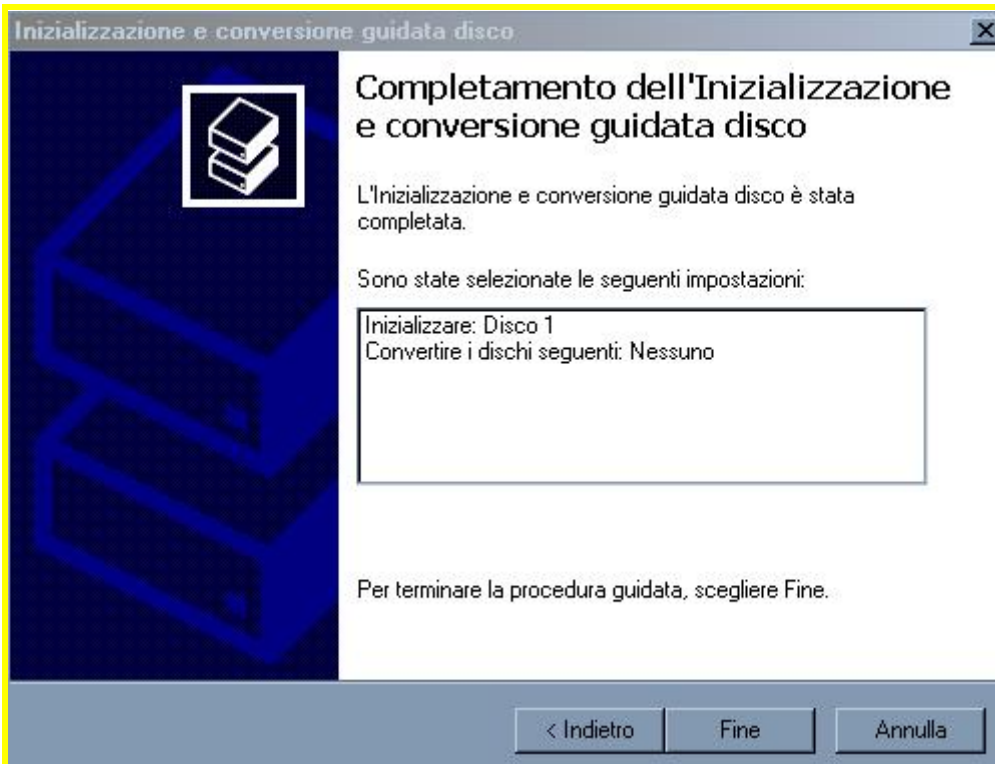 Inizializzazione e conversione guidata disco
Completamento dell'Inizializzazione
e conversione guidata disco
L'Inizializzazione e conversione guidata disco è stata
completata.
Sono state selezionate le seguenti impostazioni:
Inizializzare: Disco 1
Convertire i dischi seguenti: Nessuno
Per terminare la procedura guidata, scegliere Fine.
< Indietro Fine Annulla